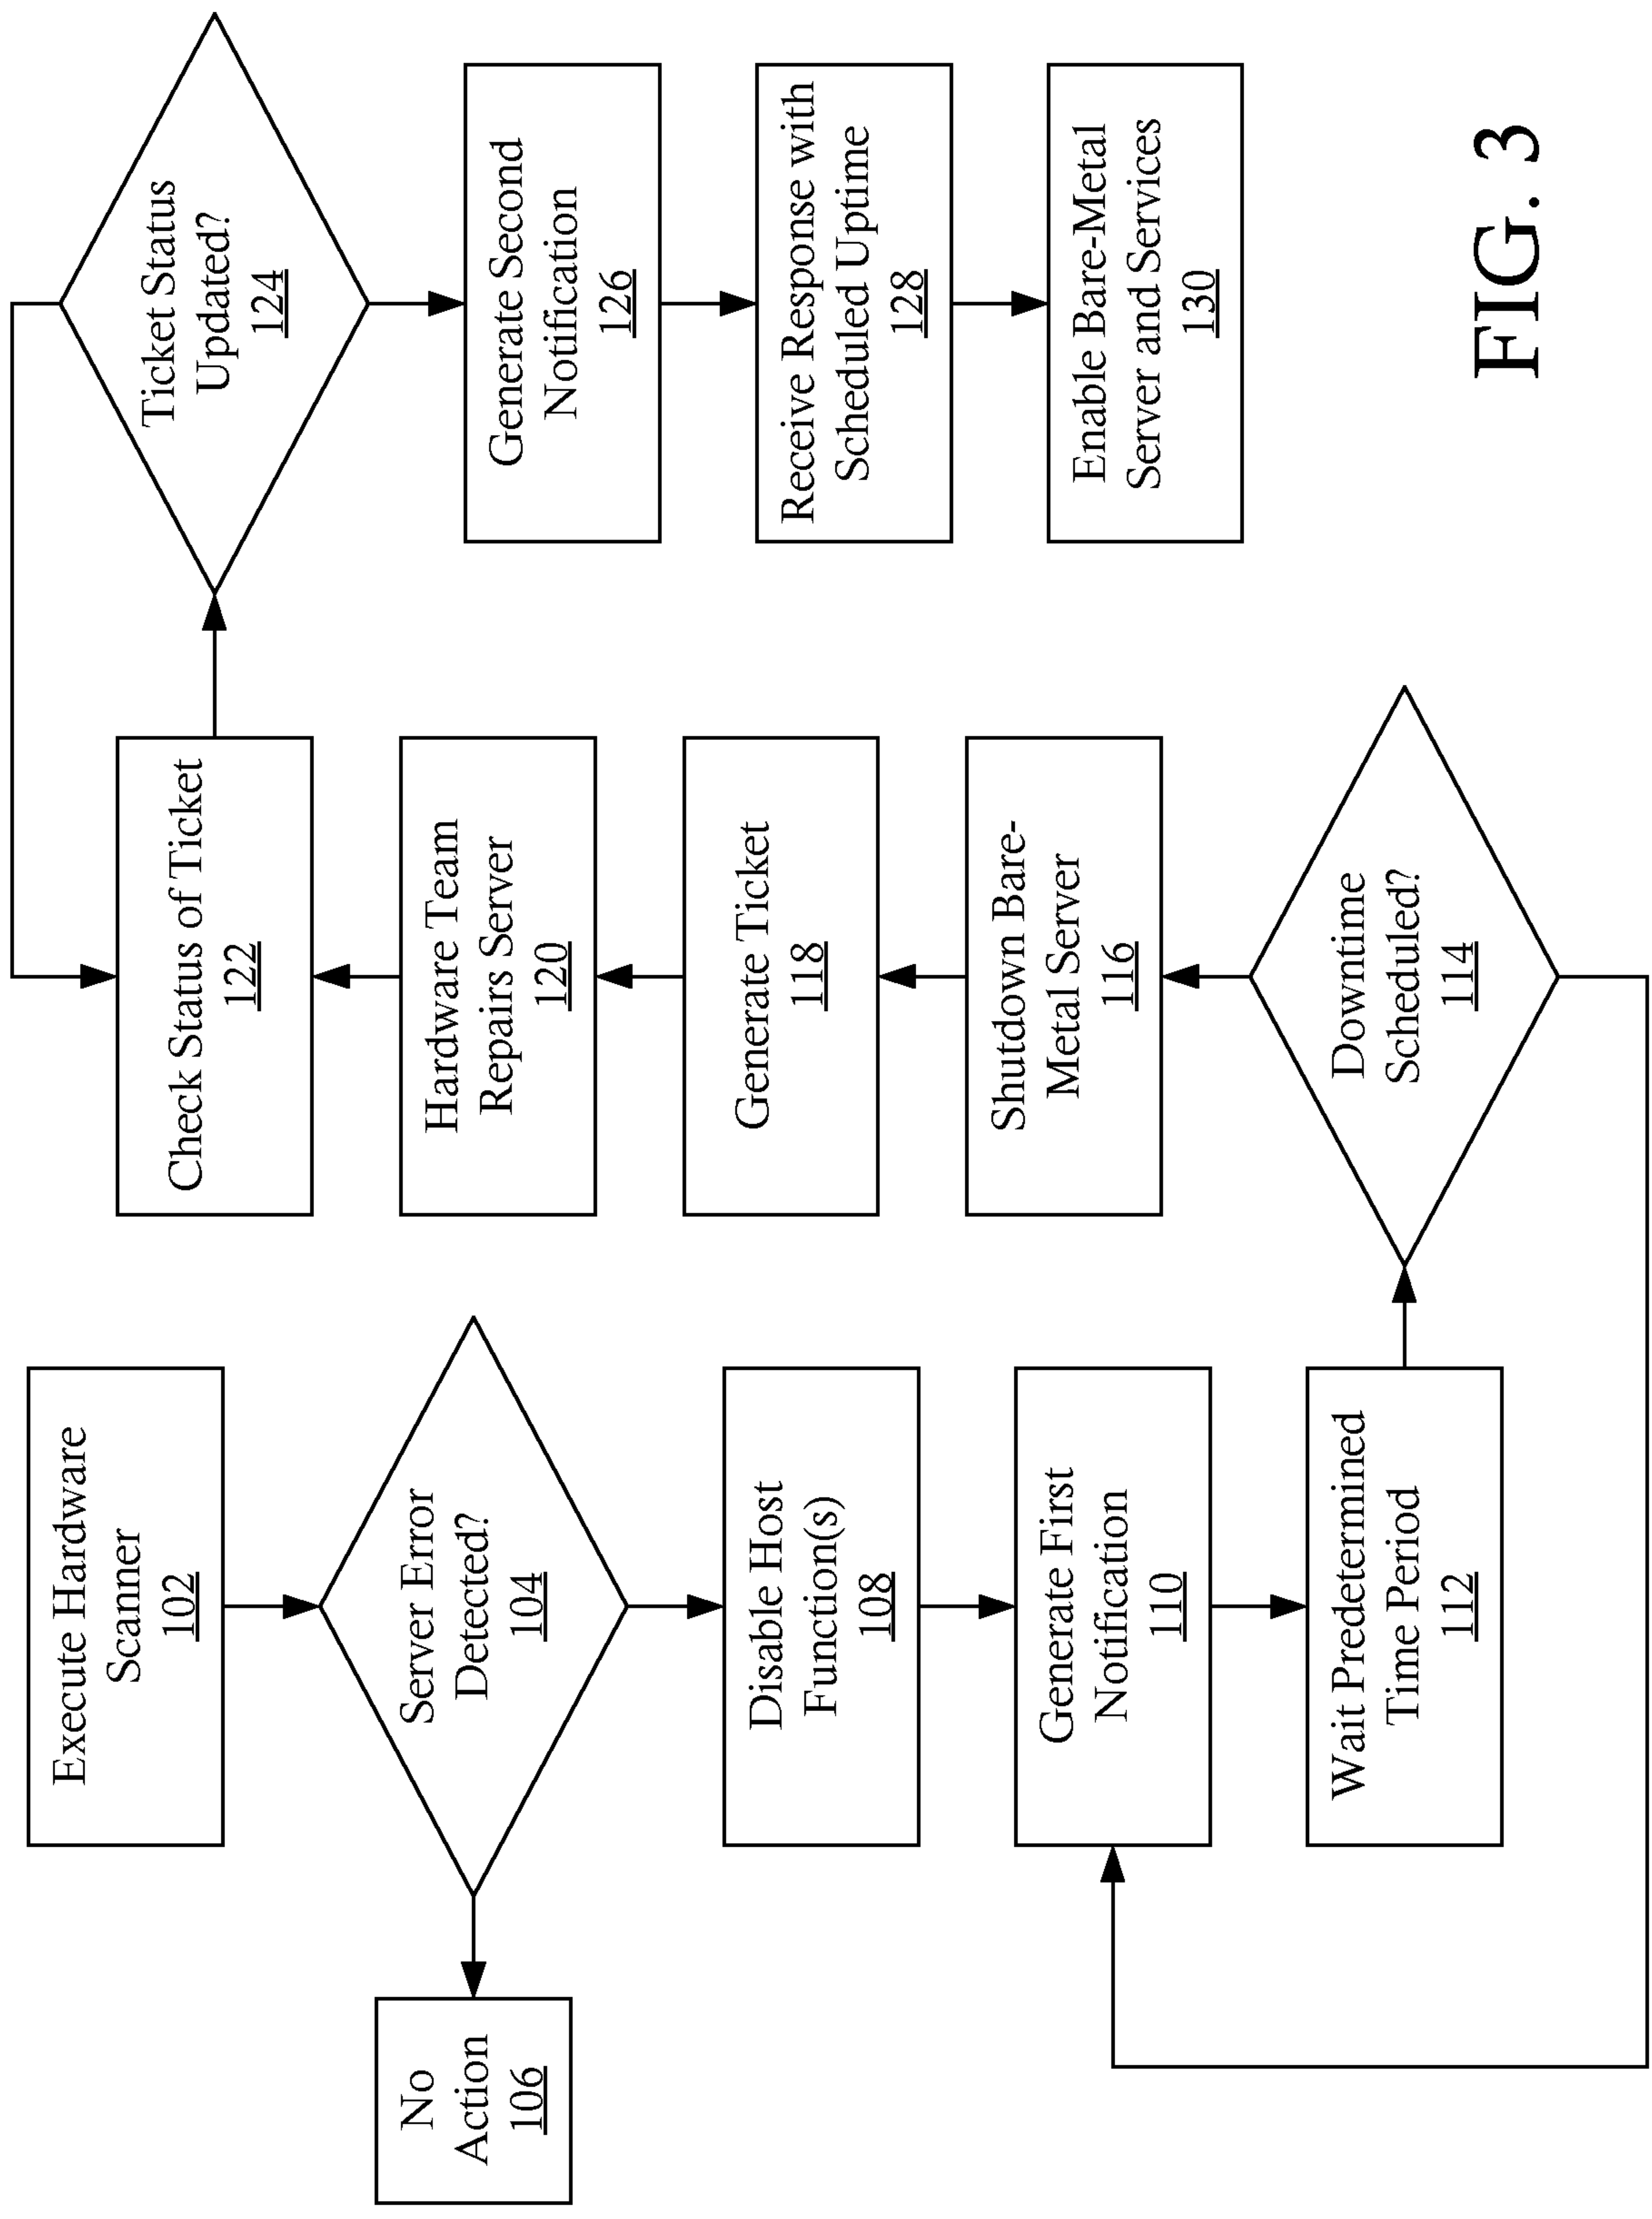 Execute Hardware
Scanner
102
Server Error
Detected?
104
No
Action
106
Disable Host
Function(s)
108
Generate First
Notification
110
Wait Predetermined
Time Period
112
Downtime
Scheduled?
114
Shutdown Bare-
Metal Server
116
Generate Ticket
118
Hardware Team
Repairs Server
120
Check Status of Ticket
122
Ticket Status
Updated?
124
Generate Second
Notification
126
Receive Response with
Scheduled Uptime
128
Enable Bare-Metal
Server and Services
130
FIG. 3